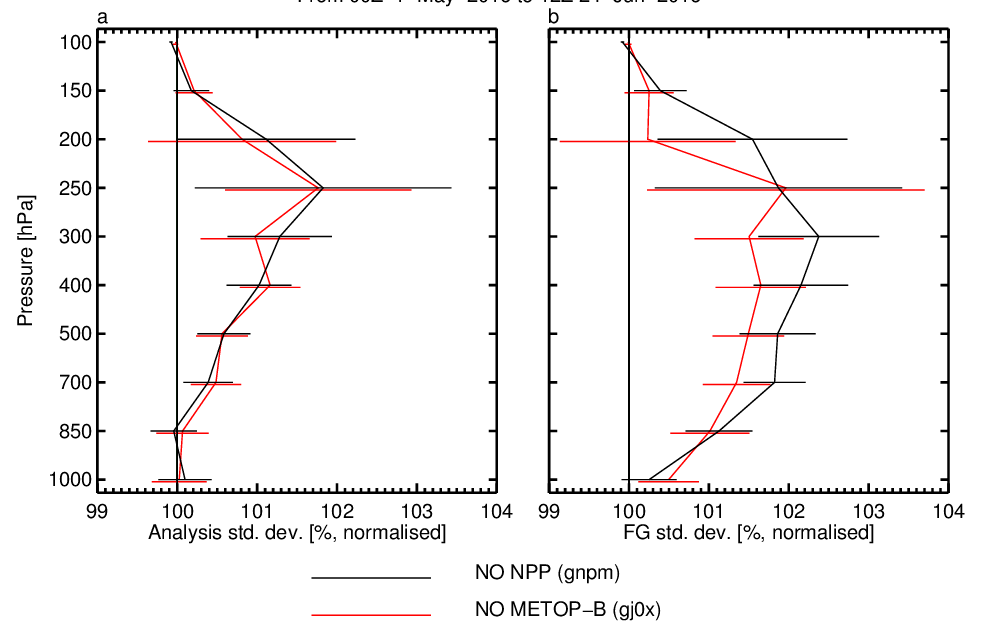 a
b
100
150
200
250
300
400
500
700
850
1000
Pressure [hPa]
99 100 101 102 103 104
99 100 101 102 103 104
Analysis std. dev. [%, normalised]
FG std. dev. [%, normalised]
NO NPP (gnpm)
NO METOP−B (gj0x)